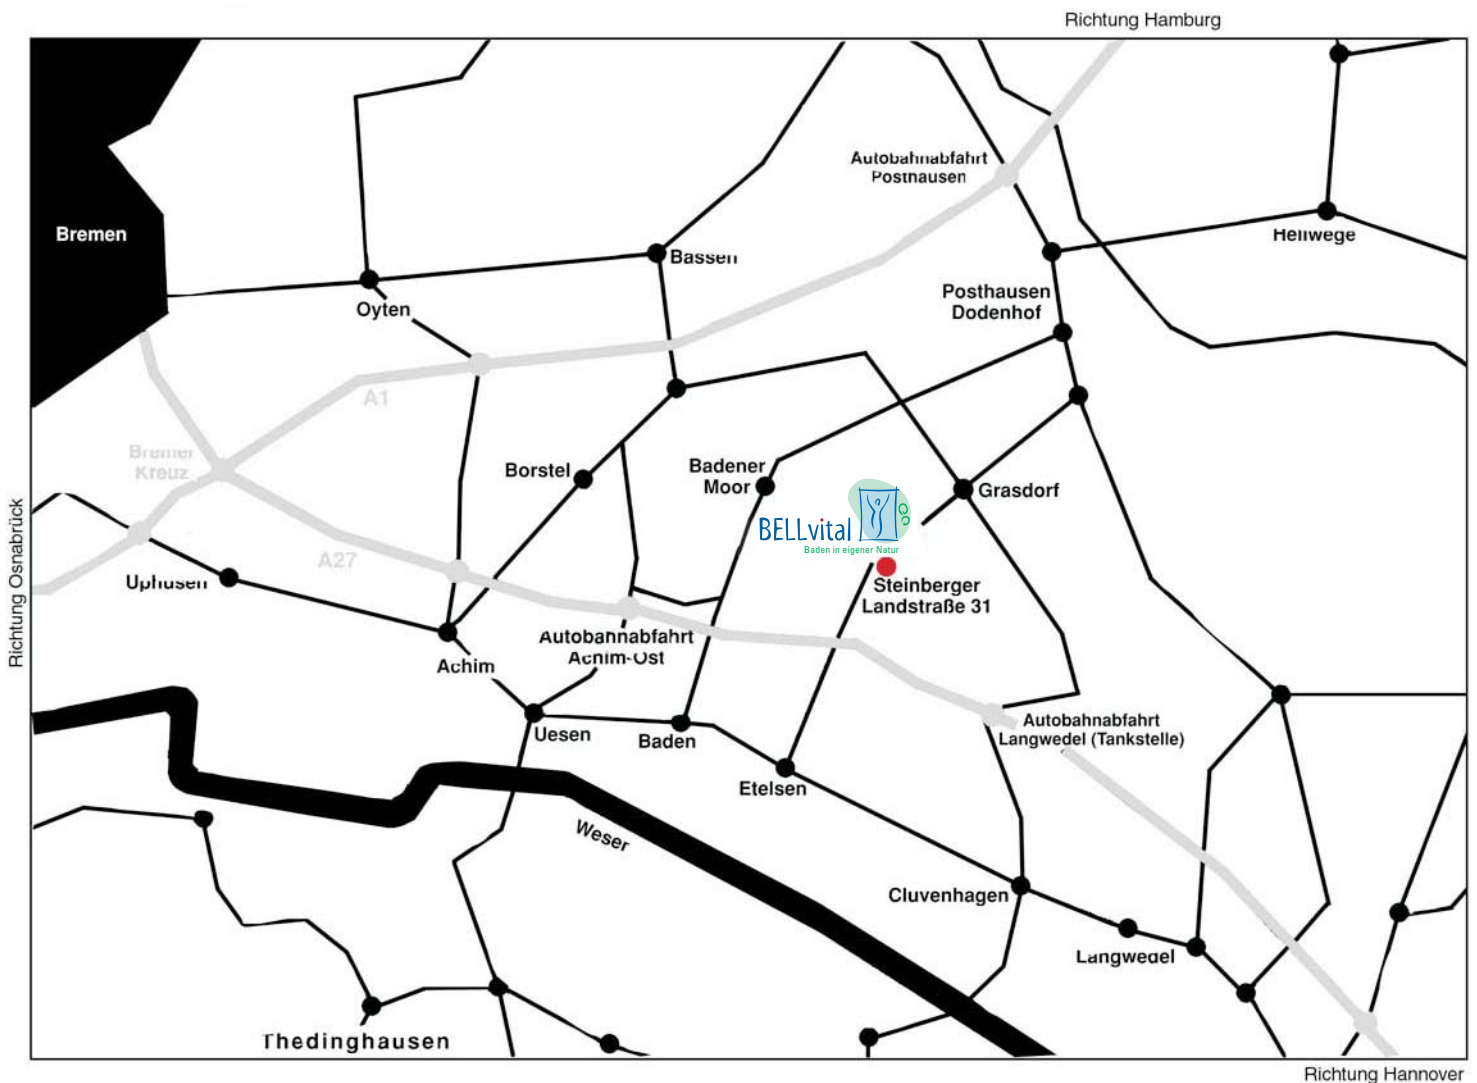 Richtung Hamburg
Autobahnabfahrt
Posthausen
Bremen
Hellwege
Bassen
Posthausen
Dodenhof
Oyten
A1
Bremer
Kreuz
Borstel
Badener
Moor
Grasdorf
BELLvital
Baden in eigener Natur
A27
Uphusen
Steinberger
Landstraße 31
Richtung Osnabrück
Autobahnabfahrt
Achim-Ost
Achim
Uesen
Baden
Autobahnabfahrt
Langwedel (Tankstelle)
Etelsen
Weser
Cluvenhagen
Langwedel
Thedinghausen
Richtung Hannover